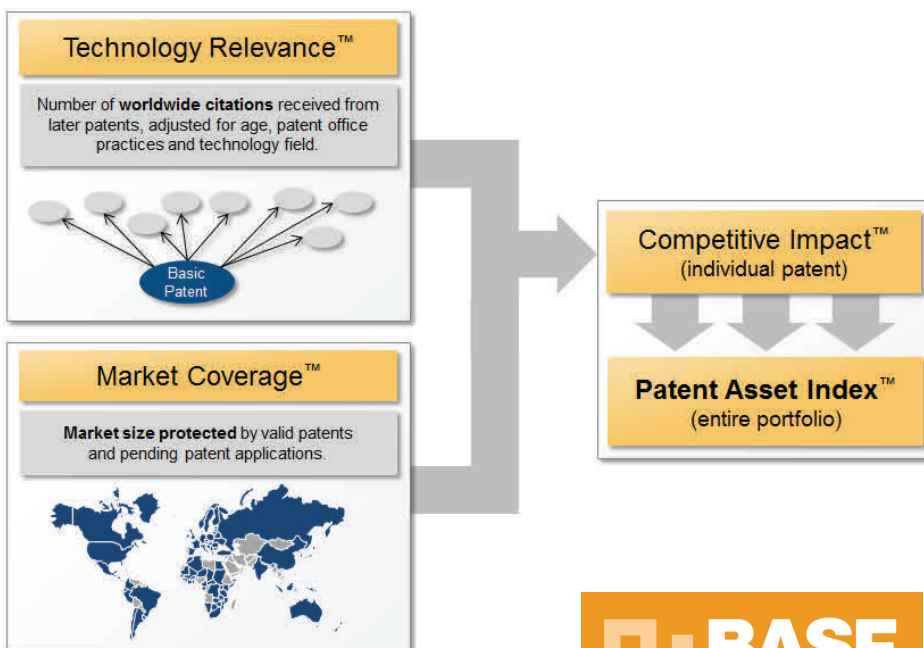 Technology Relevance™
Number of worldwide citations received from
later patents, adjusted for age, patent office
practices and technology field.
Basic
Patent
Market Coverage™
Market size protected by valid patents
and pending patent applications.
Competitive Impact™
(individual patent)
Patent Asset Index™
(entire portfolio)
BASF